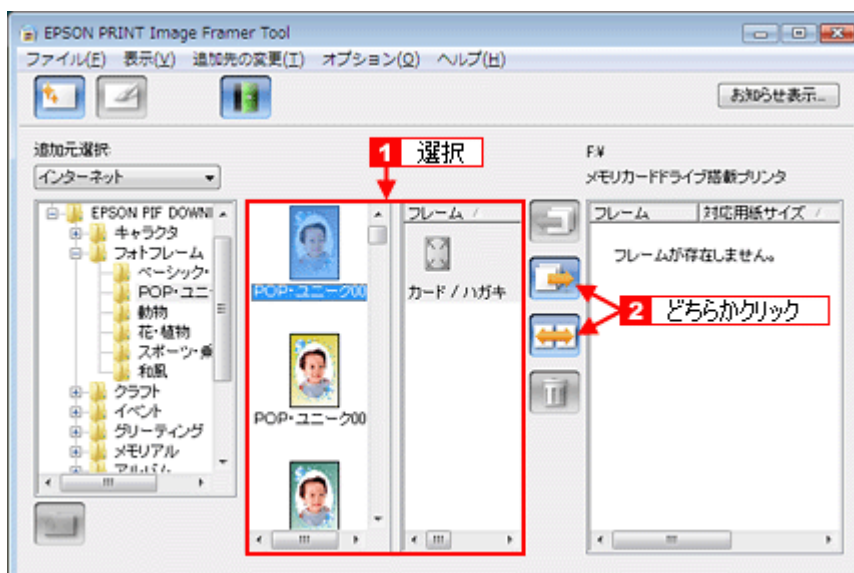 EPSON PRINT Image Framer Tool
ファイル(F) 表示(V) 追加先の変更(I) オプション(O) ヘルプ(H)
お知らせ表示...
追加元選択:
インターネット
1 選択
F:¥
メモリカードドライブ搭載プリンタ
EPSON PIF DOWN
キャラクタ
フォトフレーム
ベーシック・
POP・ユニ
動物
花・植物
スポーツ・
和風
クラフト
イベント
グリーティング
メモリアル
アルバム
POP・ユニーク00
POP・ユニーク00
フレーム
カード / ハガキ
フレーム 対応用紙サイズ
フレームが存在しません。
2 どちらかクリック